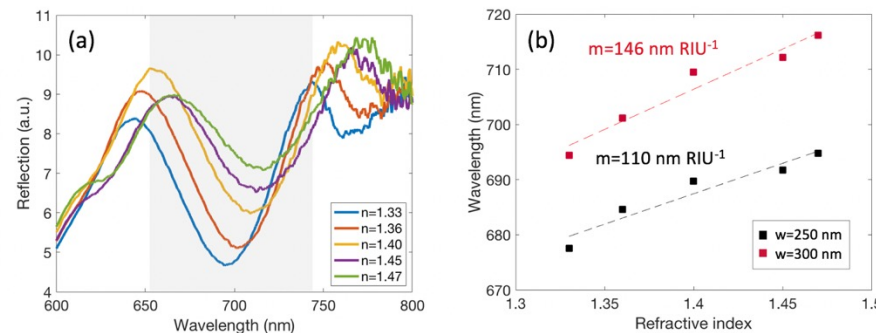 (a)
11
10
9
8
7
6
5
4
Reflection (a.u.)
600
650
700
750
800
Wavelength (nm)
n=1.33
n=1.36
n=1.40
n=1.45
n=1.47
(b)
720
710
700
690
680
670
Wavelength (nm)
m=146 nm RIU⁻¹
m=110 nm RIU⁻¹
w=250 nm
w=300 nm
1.3
1.35
1.4
1.45
1.5
Refractive index